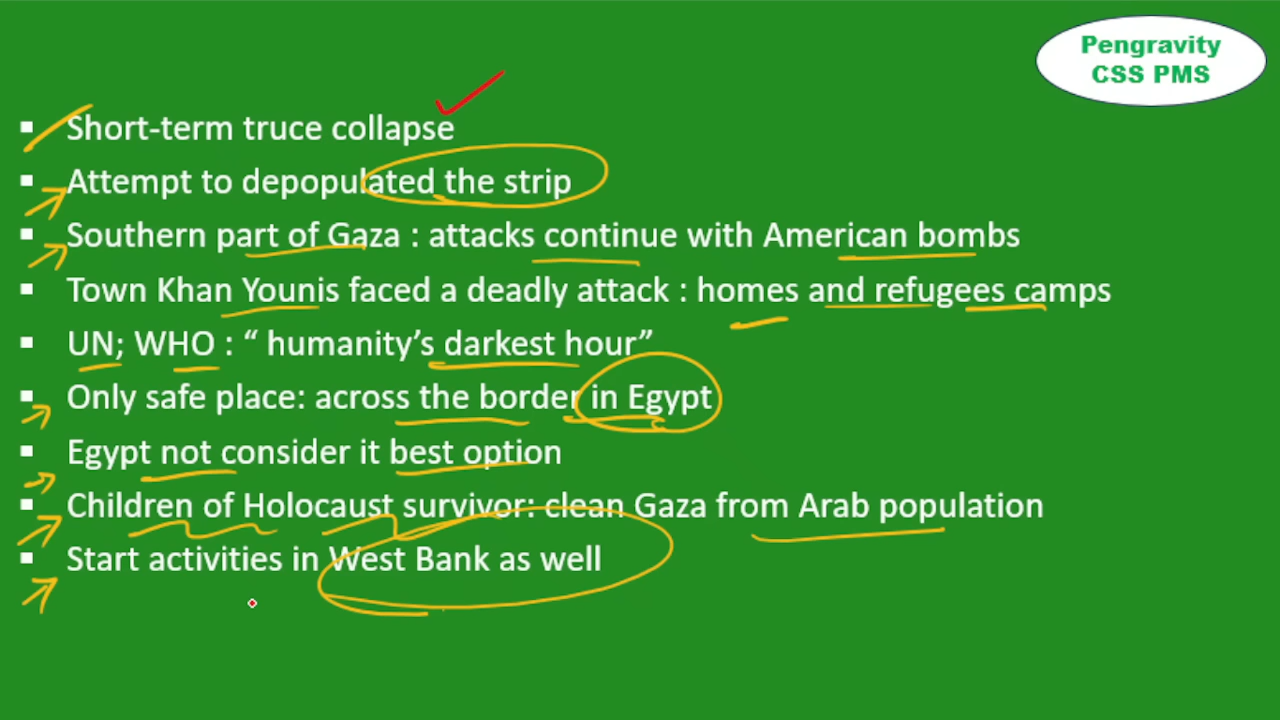 Pengravity
CSS PMS
▪ Short-term truce collapse
▪ Attempt to depopulated the strip
▪ Southern part of Gaza : attacks continue with American bombs
▪ Town Khan Younis faced a deadly attack : homes and refugees camps
▪ UN; WHO : “ humanity’s darkest hour”
▪ Only safe place: across the border in Egypt
▪ Egypt not consider it best option
▪ Children of Holocaust survivor: clean Gaza from Arab population
▪ Start activities in West Bank as well